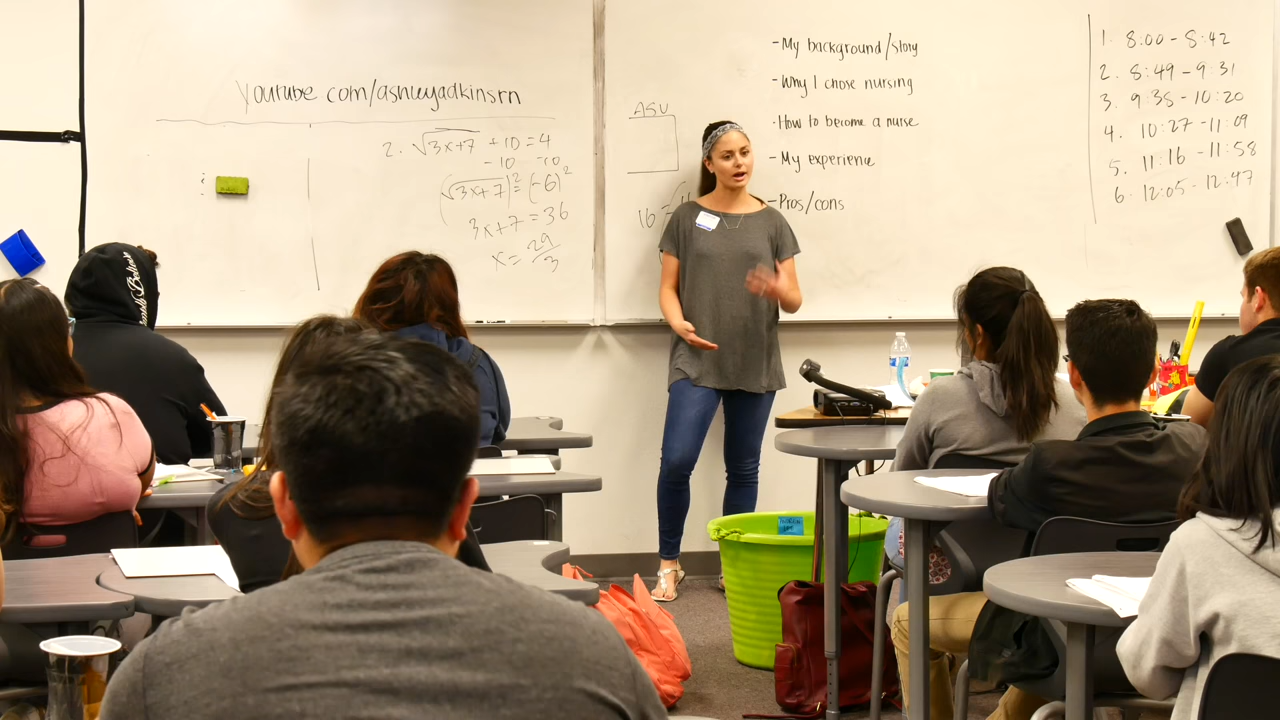 Youtube com/ashleyadkinsrn
2. √3x+7 +10 = 4
-10 -10
(√3x+7)² = (-6)²
3x+7 = 36
x = 29/3
ASU
16 =
-My background/story
-Why I chose nursing
-How to become a nurse
-My experience
-Pros/cons
1. 8:00 - 8:42
2. 8:49 - 9:31
3. 9:38 - 10:20
4. 10:27 - 11:09
5. 11:16 - 11:58
6. 12:05 - 12:47